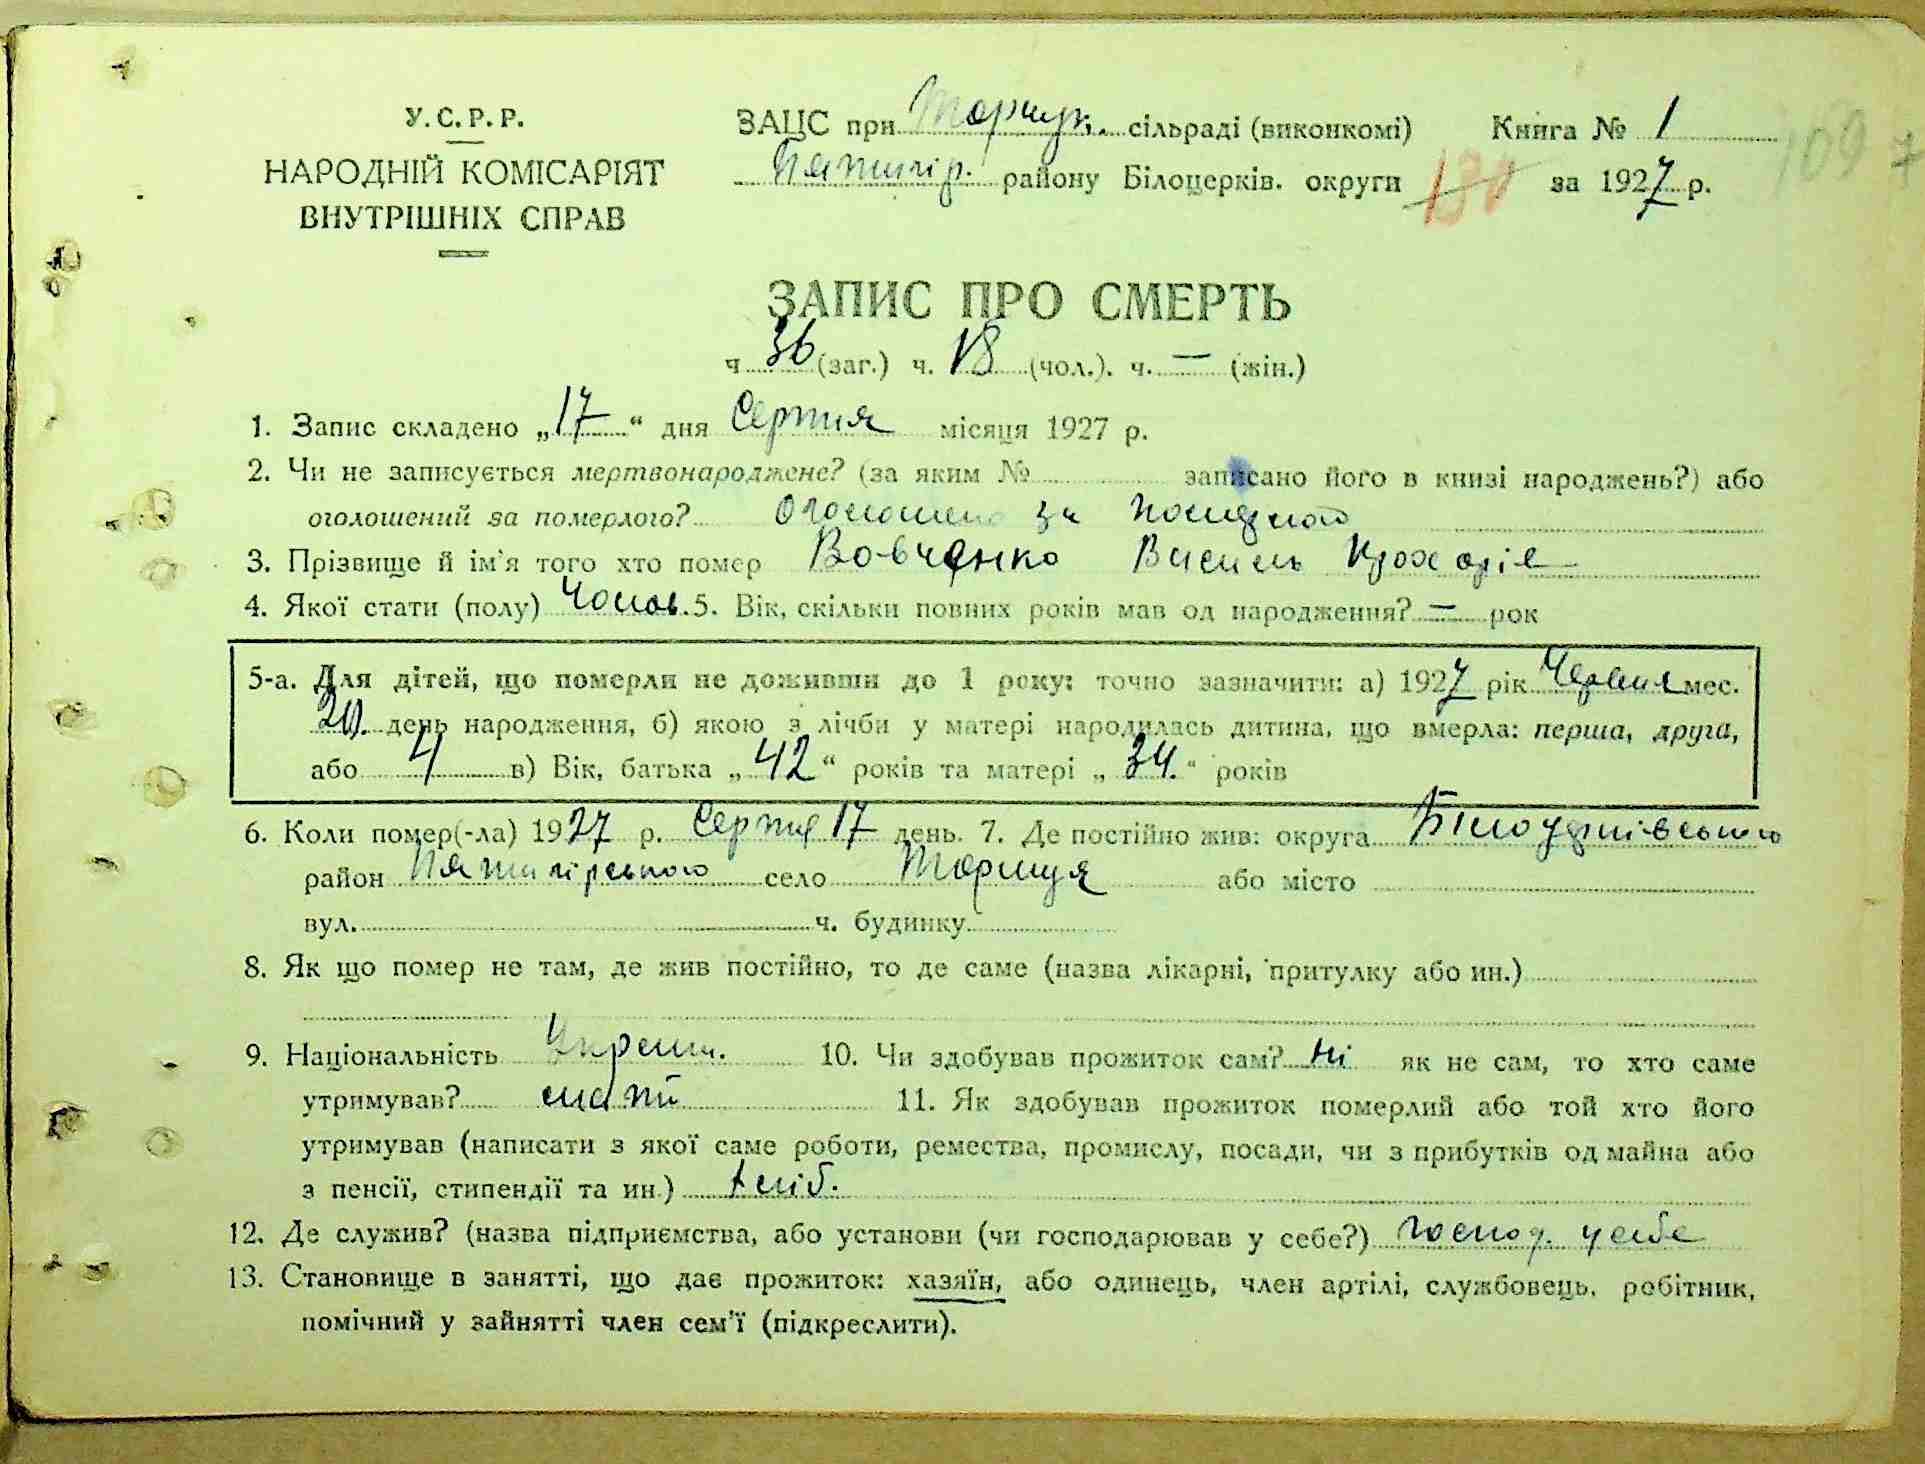 У.С.Р.Р.
НАРОДНІЙ КОМІСАРІЯТ
ВНУТРІШНІХ СПРАВ
ЗАЦС при Торчиц. сільраді (виконкомі) Книга № 1
Пятигір. району Білоцерків. округи 130 за 1927 р.
109 7
ЗАПИС ПРО СМЕРТЬ
ч 36 (заг.) ч. 18 (чол.). ч. — (жін.)
1. Запис складено „17“ дня Серпня місяця 1927 р.
2. Чи не записується мертвонароджене? (за яким № записано його в книзі народжень?) або
оголошений за померлого? Оголошено за
3. Прізвище й ім'я того хто помер Вовченко Василь
4. Якої стати (полу) Чолов. 5. Вік, скільки повних років мав од народження? — рок
5-а. Для дітей, що померли не доживши до 1 року: точно зазначити: а) 1927 рік Червня мес.
20. день народження, б) якою з лічби у матері народилась дитина, що вмерла: перша, друга,
або 4 в) Вік, батька „42“ років та матері „34.“ років
6. Коли помер(-ла) 1927 р. Серпня 17 день. 7. Де постійно жив: округа Білоцерківського
район Пятигірського село Торчиця або місто
вул. ч. будинку
8. Як що помер не там, де жив постійно, то де саме (назва лікарні, притулку або ин.)
9. Національність 10. Чи здобував прожиток сам? ні як не сам, то хто саме
утримував? 11. Як здобував прожиток померлий або той хто його
утримував (написати з якої саме роботи, ремества, промислу, посади, чи з прибутків од майна або
з пенсії, стипендії та ин.) хліб.
12. Де служив? (назва підприємства, або установи (чи господарював у себе?) господ. у себе
13. Становище в занятті, що дає прожиток: хазяїн, або одинець, член артілі, службовець, робітник,
помічний у зайнятті член сем'ї (підкреслити).